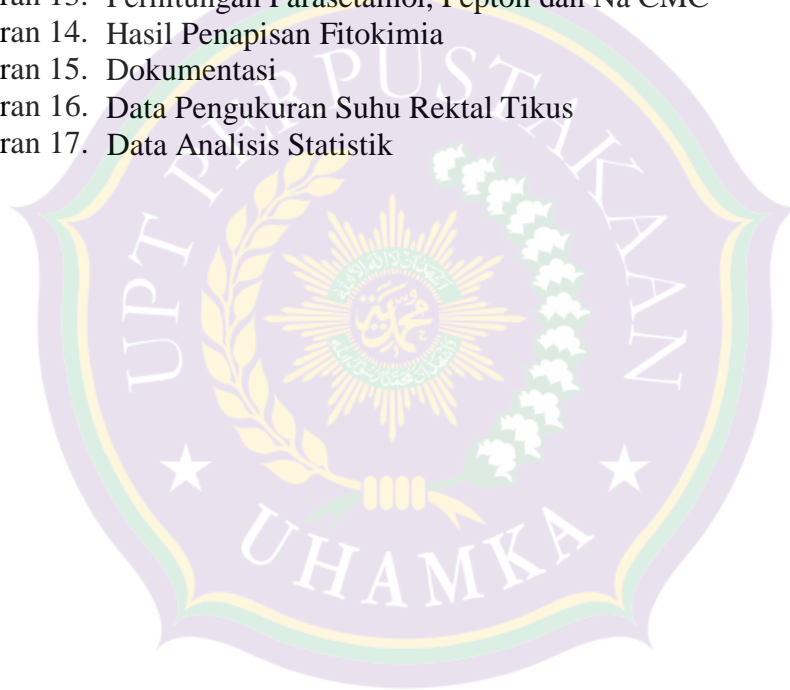 ran 13. Perhitungan Parasetamol, Pepton dan Na CMC
ran 14. Hasil Penapisan Fitokimia
ran 15. Dokumentasi
ran 16. Data Pengukuran Suhu Rektal Tikus
ran 17. Data Analisis Statistik
UPT PERPUSTAKAAN
محمدية
UHAMKA